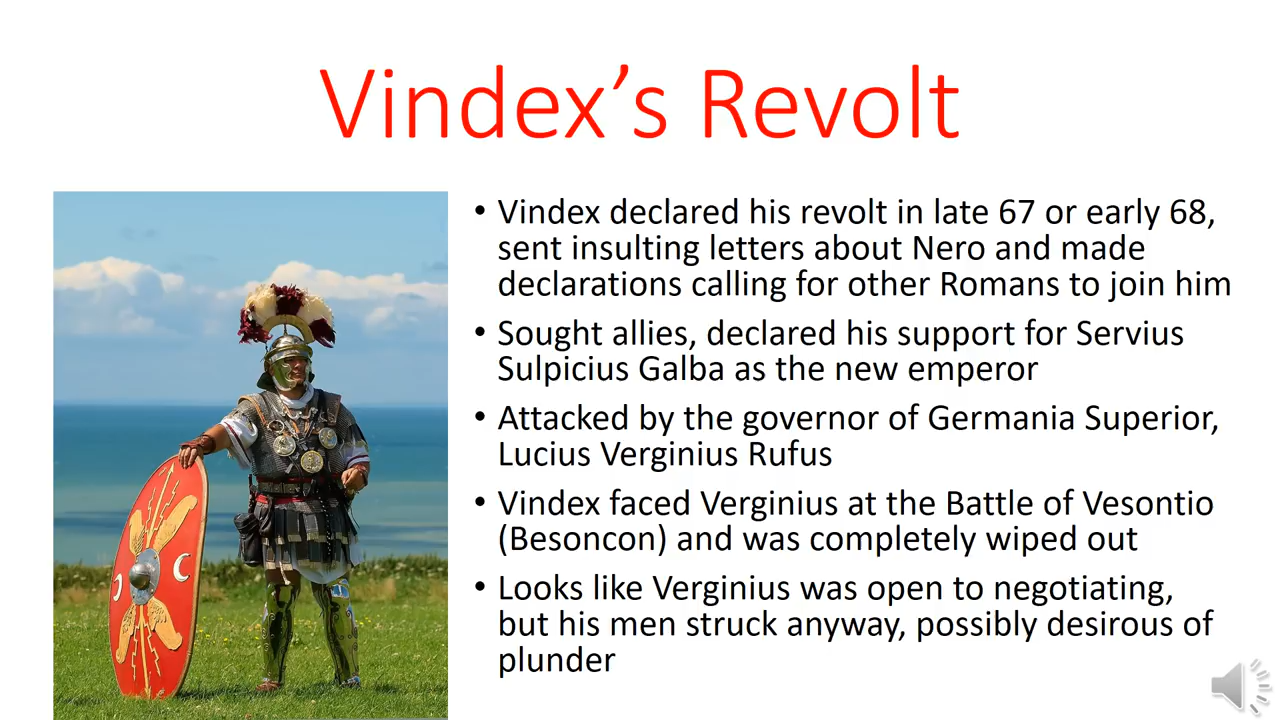 Vindex’s Revolt
• Vindex declared his revolt in late 67 or early 68,
sent insulting letters about Nero and made
declarations calling for other Romans to join him
• Sought allies, declared his support for Servius
Sulpicius Galba as the new emperor
• Attacked by the governor of Germania Superior,
Lucius Verginius Rufus
• Vindex faced Verginius at the Battle of Vesontio
(Besoncon) and was completely wiped out
• Looks like Verginius was open to negotiating,
but his men struck anyway, possibly desirous of
plunder